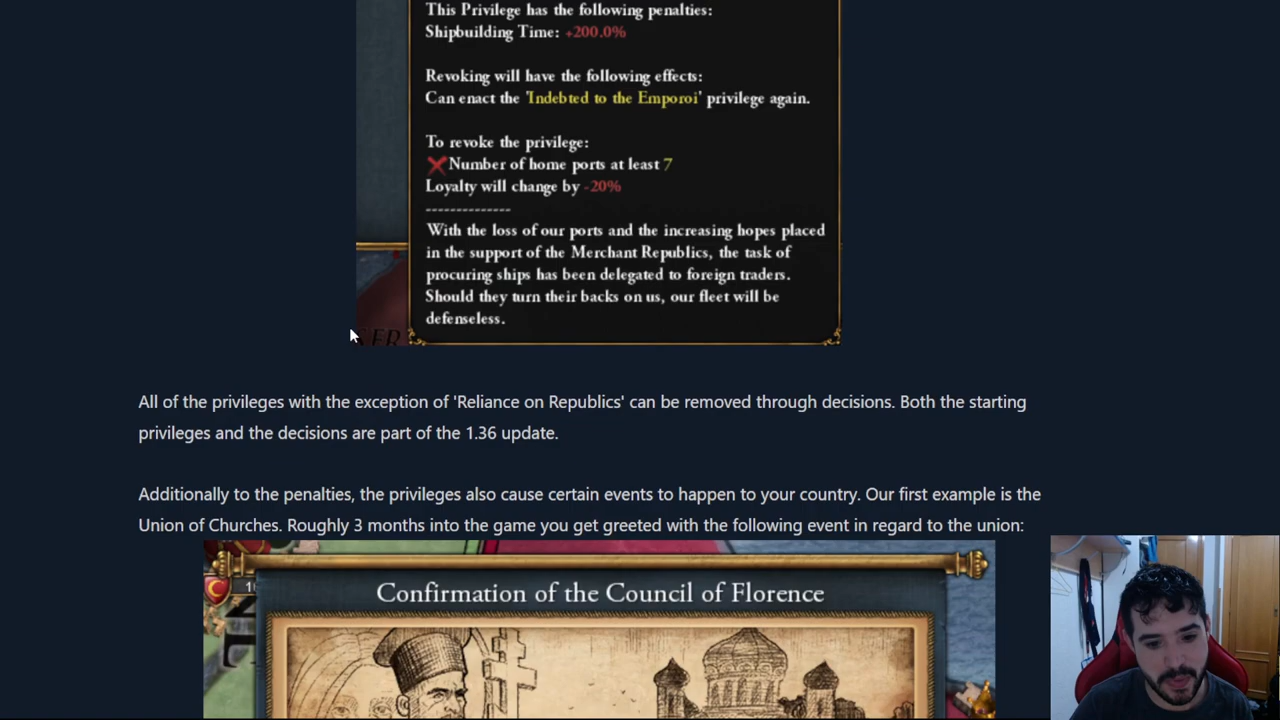 This Privilege has the following penalties:
Shipbuilding Time: +200.0%
Revoking will have the following effects:
Can enact the 'Indebted to the Emporoi' privilege again.
To revoke the privilege:
Number of home ports at least 7
Loyalty will change by -20%
--------------
With the loss of our ports and the increasing hopes placed
in the support of the Merchant Republics, the task of
procuring ships has been delegated to foreign traders.
Should they turn their backs on us, our fleet will be
defenseless.
All of the privileges with the exception of 'Reliance on Republics' can be removed through decisions. Both the starting
privileges and the decisions are part of the 1.36 update.
Additionally to the penalties, the privileges also cause certain events to happen to your country. Our first example is the
Union of Churches. Roughly 3 months into the game you get greeted with the following event in regard to the union:
Confirmation of the Council of Florence